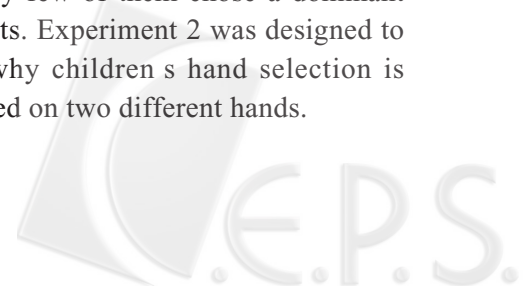 few of them chose a dominant
ts. Experiment 2 was designed to
why children s hand selection is
ed on two different hands.
C.E.P.S.